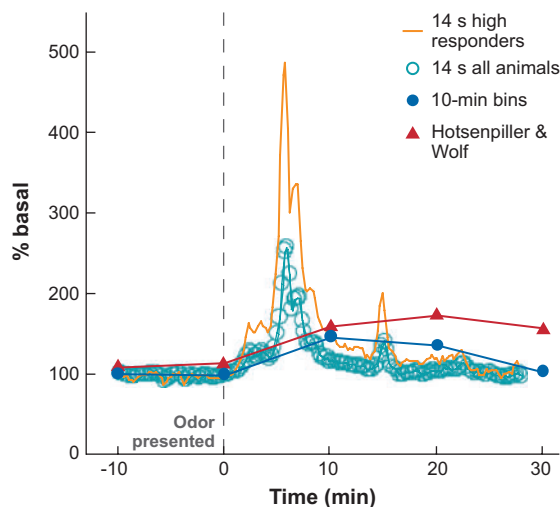 14 s high
responders
14 s all animals
10-min bins
Hotsenpiller &
Wolf
500
400
300
200
100
0
% basal
Odor
presented
-10 0 10 20 30
Time (min)